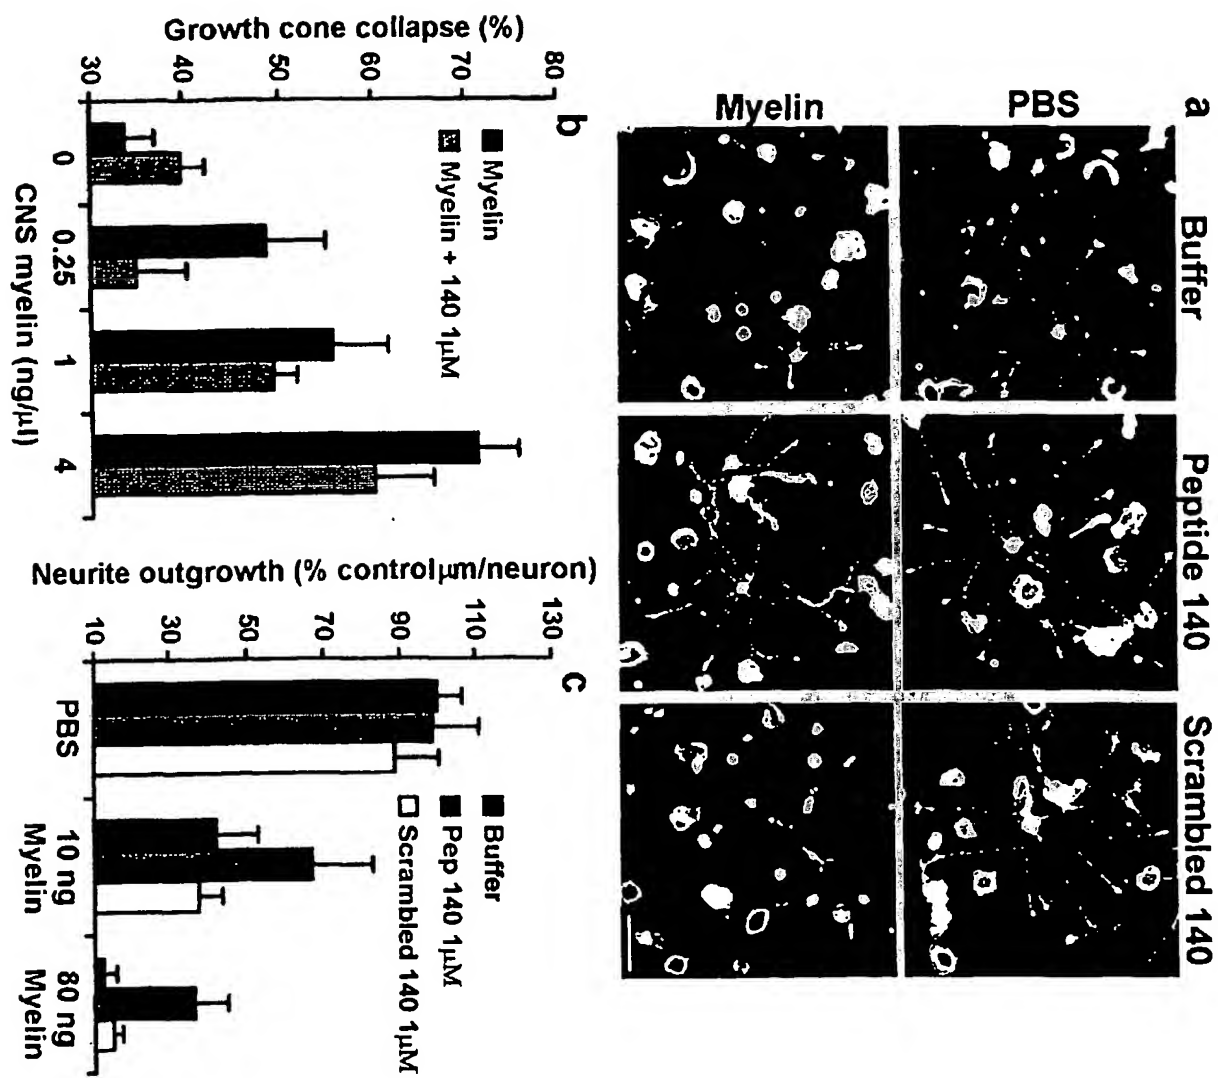 a
Buffer
Peptide 140
Scrambled 140
PBS
Myelin
b
Growth cone collapse (%)
80
70
60
50
40
30
Myelin
Myelin + 140 1µM
0
0.25
1
4
CNS myelin (ng/µl)
c
Neurite outgrowth (% controlµm/neuron)
130
110
90
70
50
30
10
Buffer
Pep 140 1µM
Scrambled 140 1µM
PBS
10 ng
Myelin
80 ng
Myelin